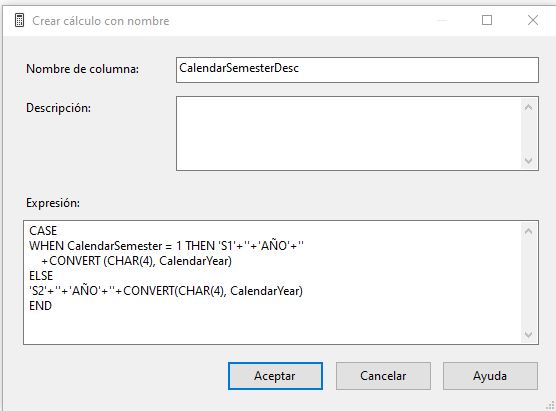 Crear cálculo con nombre
Nombre de columna:
CalendarSemesterDesc
Descripción:
Expresión:
CASE
WHEN CalendarSemester = 1 THEN 'S1'+''+'AÑO'+''
+CONVERT (CHAR(4), CalendarYear)
ELSE
'S2'+''+'AÑO'+''+CONVERT(CHAR(4), CalendarYear)
END
Aceptar
Cancelar
Ayuda